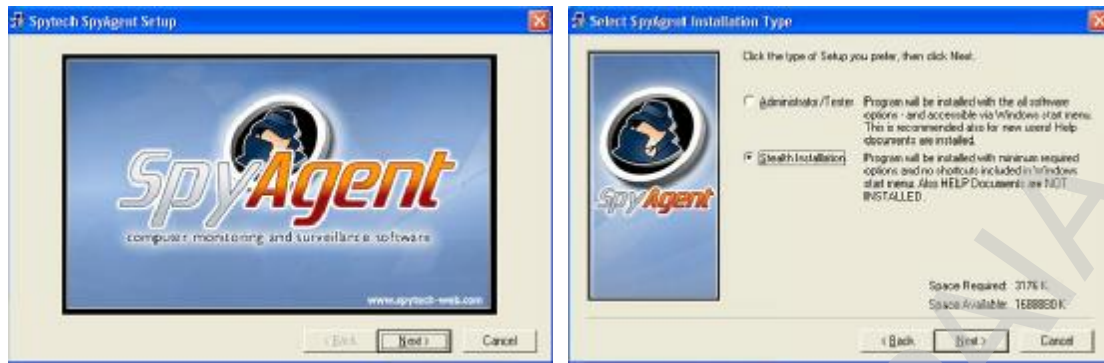 Spytech SpyAgent Setup
SpyAgent
computer monitoring and surveillance software
www.spytech-web.com
< Back
Next >
Cancel
Select SpyAgent Installation Type
Click the type of Setup you prefer, then click Next.
Administrator/Tester
Program will be installed with the all software
options - and accessible via Windows start menu.
This is recommended also for new users! Help
documents are installed.
Stealth Installation
Program will be installed with minimum required
options and no shortcuts included in Windows
start menu. Also HELP Documents are NOT
INSTALLED.
SpyAgent
Space Required: 3176 K
Space Available: 1688880 K
< Back
Next >
Cancel